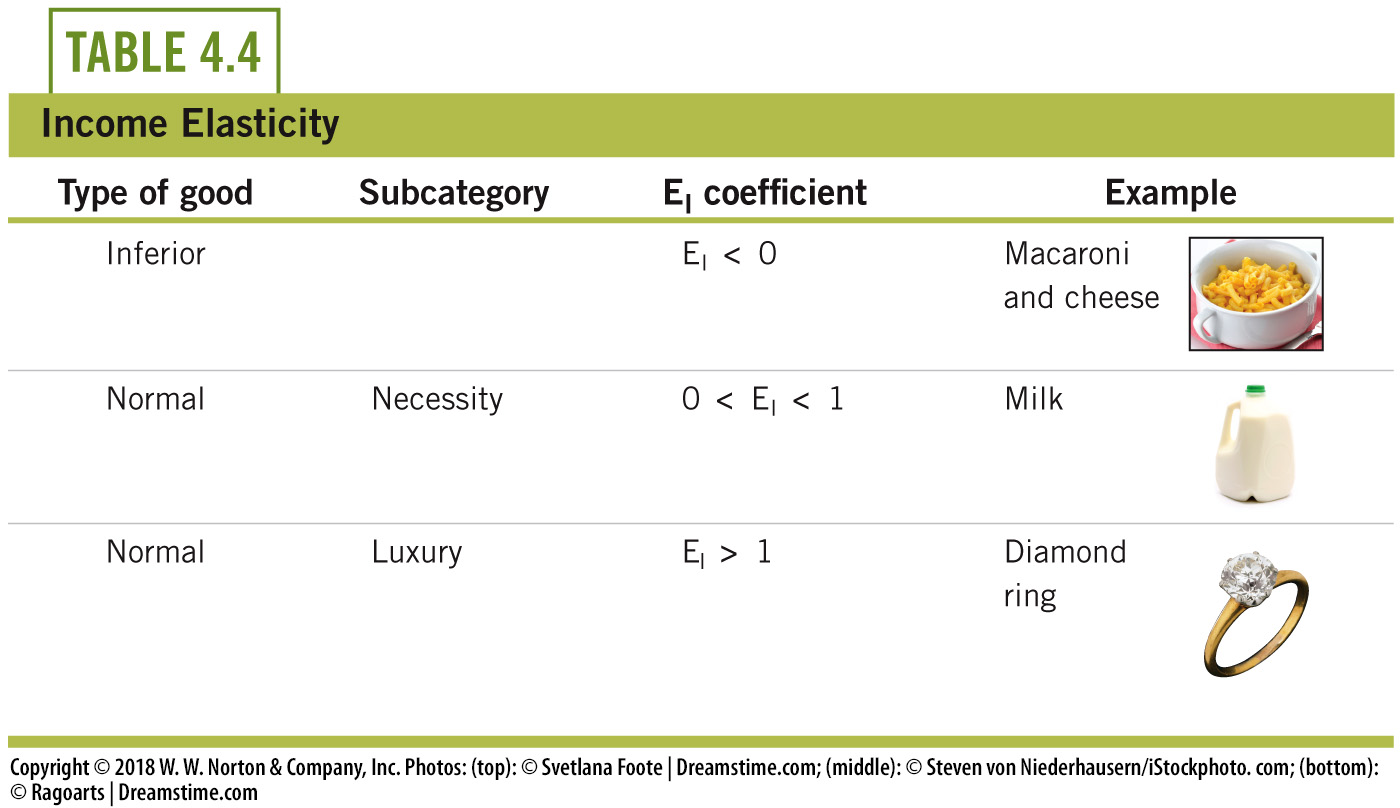 TABLE 4.4
Income Elasticity
Type of good Subcategory E_I coefficient Example
Inferior E_I < 0 Macaroni
and cheese
Normal Necessity 0 < E_I < 1 Milk
Normal Luxury E_I > 1 Diamond
ring
Copyright © 2018 W. W. Norton & Company, Inc. Photos: (top): © Svetlana Foote | Dreamstime.com; (middle): © Steven von Niederhausern/iStockphoto. com; (bottom):
© Ragoarts | Dreamstime.com